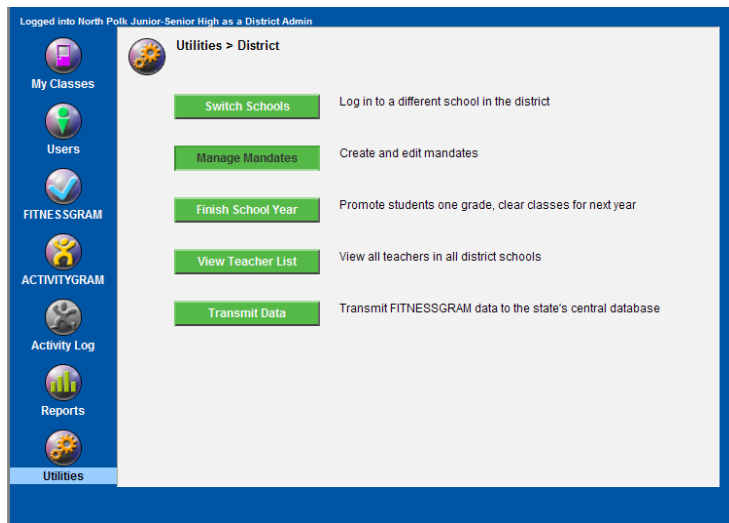 Logged into North Polk Junior-Senior High as a District Admin
Utilities > District
My Classes
Users
FITNESSGRAM
ACTIVITYGRAM
Activity Log
Reports
Utilities
Switch Schools
Log in to a different school in the district
Manage Mandates
Create and edit mandates
Finish School Year
Promote students one grade, clear classes for next year
View Teacher List
View all teachers in all district schools
Transmit Data
Transmit FITNESSGRAM data to the state's central database